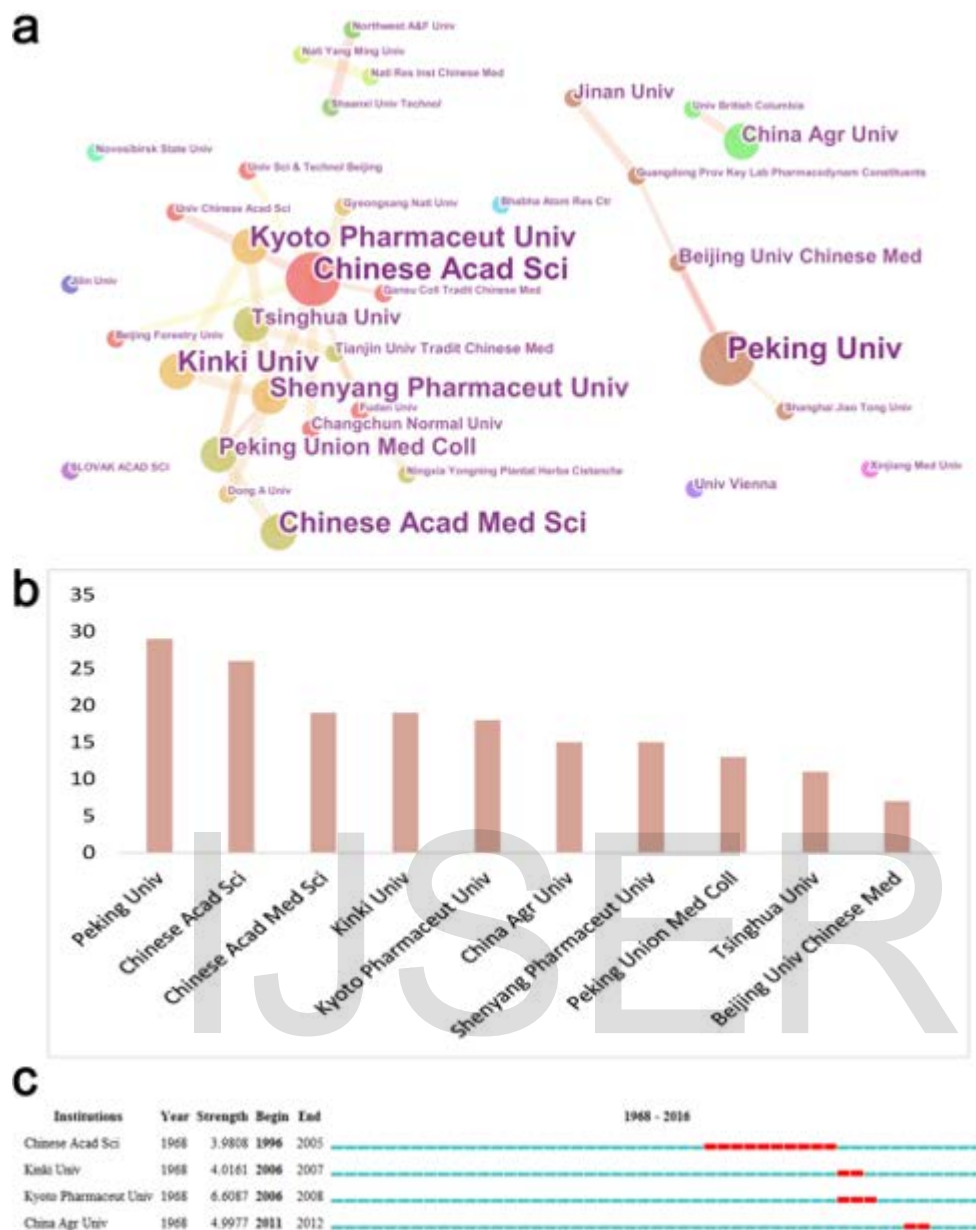 a
Northwest A&F Univ
Natl Yang Ming Univ
Natl Res Inst Chinese Med
Shaanxi Univ Technol
Jinan Univ
Univ British Columbia
China Agr Univ
Novosibirsk State Univ
Univ Sci & Technol Beijing
Guangdong Prov Key Lab Pharmacodynam Constituents
Univ Chinese Acad Sci
Gyeongsang Natl Univ
Bhabha Atom Res Ctr
Kyoto Pharmaceut Univ
Beijing Univ Chinese Med
Chinese Acad Sci
Jilin Univ
Gansu Coll Tradit Chinese Med
Tsinghua Univ
Beijing Forestry Univ
Tianjin Univ Tradit Chinese Med
Peking Univ
Kinki Univ
Shenyang Pharmaceut Univ
Fudan Univ
Shanghai Jiao Tong Univ
Changchun Normal Univ
Peking Union Med Coll
SLOVAK ACAD SCI
Ningxia Yongning Plantat Herba Cistanche
Xinjiang Med Univ
Univ Vienna
Dong A Univ
Chinese Acad Med Sci
b
35
30
25
20
15
10
5
0
Peking Univ
Chinese Acad Sci
Chinese Acad Med Sci
Kinki Univ
Kyoto Pharmaceut Univ
China Agr Univ
Shenyang Pharmaceut Univ
Peking Union Med Coll
Tsinghua Univ
Beijing Univ Chinese Med
IJSER
c
Institutions Year Strength Begin End 1968 - 2016
Chinese Acad Sci 1968 3.9808 1996 2005
Kinki Univ 1968 4.0161 2006 2007
Kyoto Pharmaceut Univ 1968 6.6087 2006 2008
China Agr Univ 1968 4.9977 2011 2012